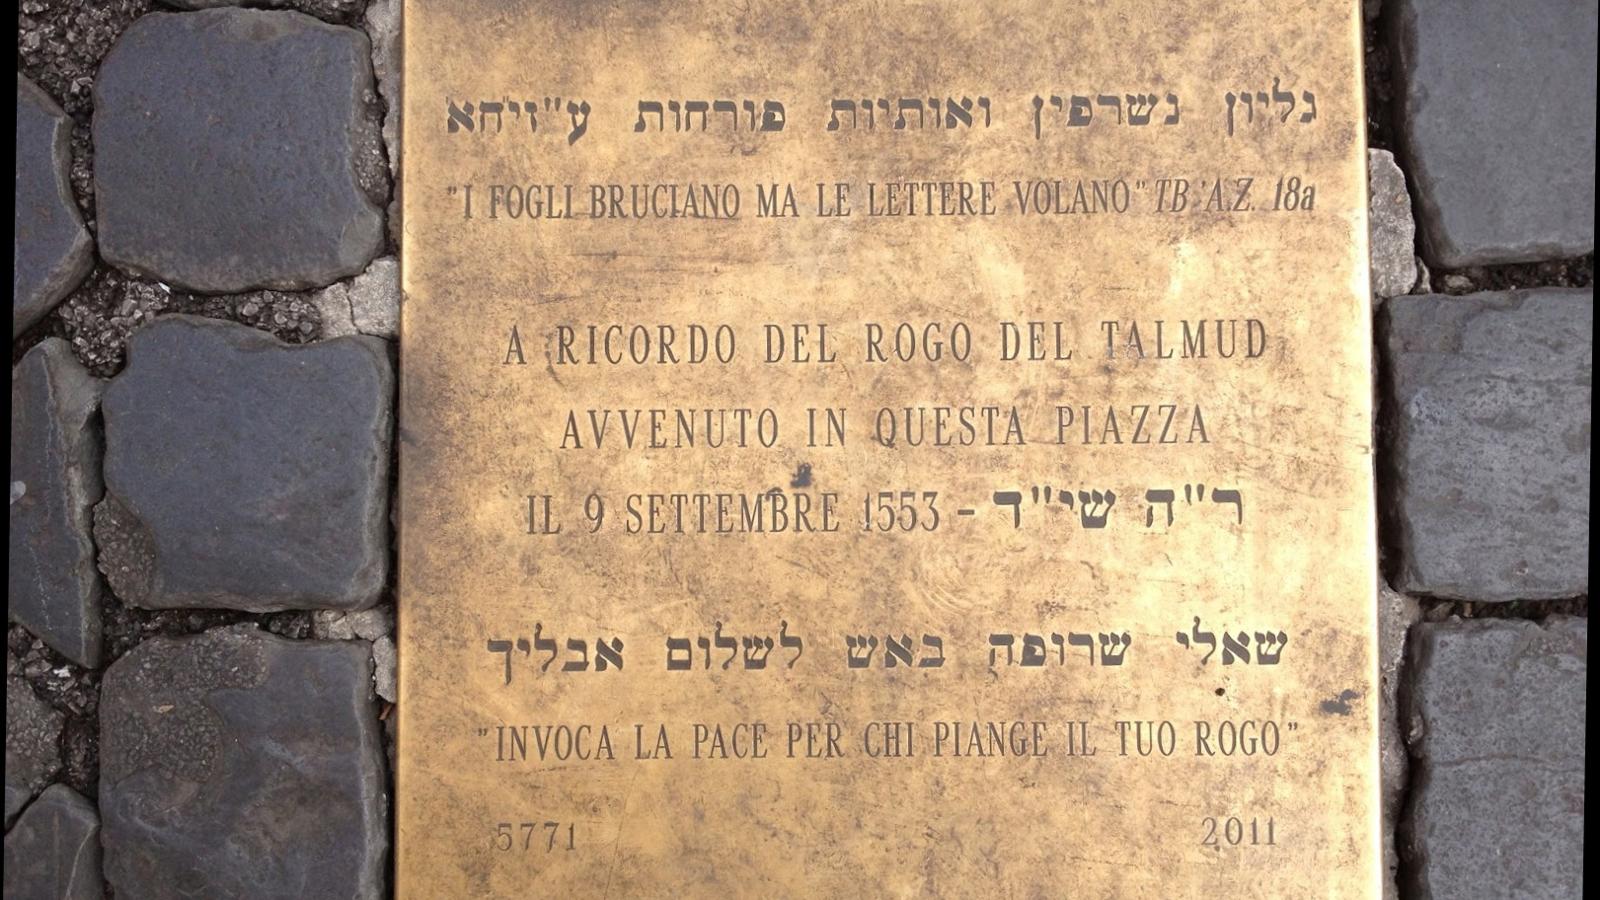 גליון נשרפין ואותיות פורחות ע"זי״חא
"I FOGLI BRUCIANO MA LE LETTERE VOLANO" TB 'A.Z. 18a
A RICORDO DEL ROGO DEL TALMUD
AVVENUTO IN QUESTA PIAZZA
IL 9 SETTEMBRE 1553 - ר"ה שי"ד
שאלי שרופה באש לשלום אבליך
"INVOCA LA PACE PER CHI PIANGE IL TUO ROGO"
5771 2011